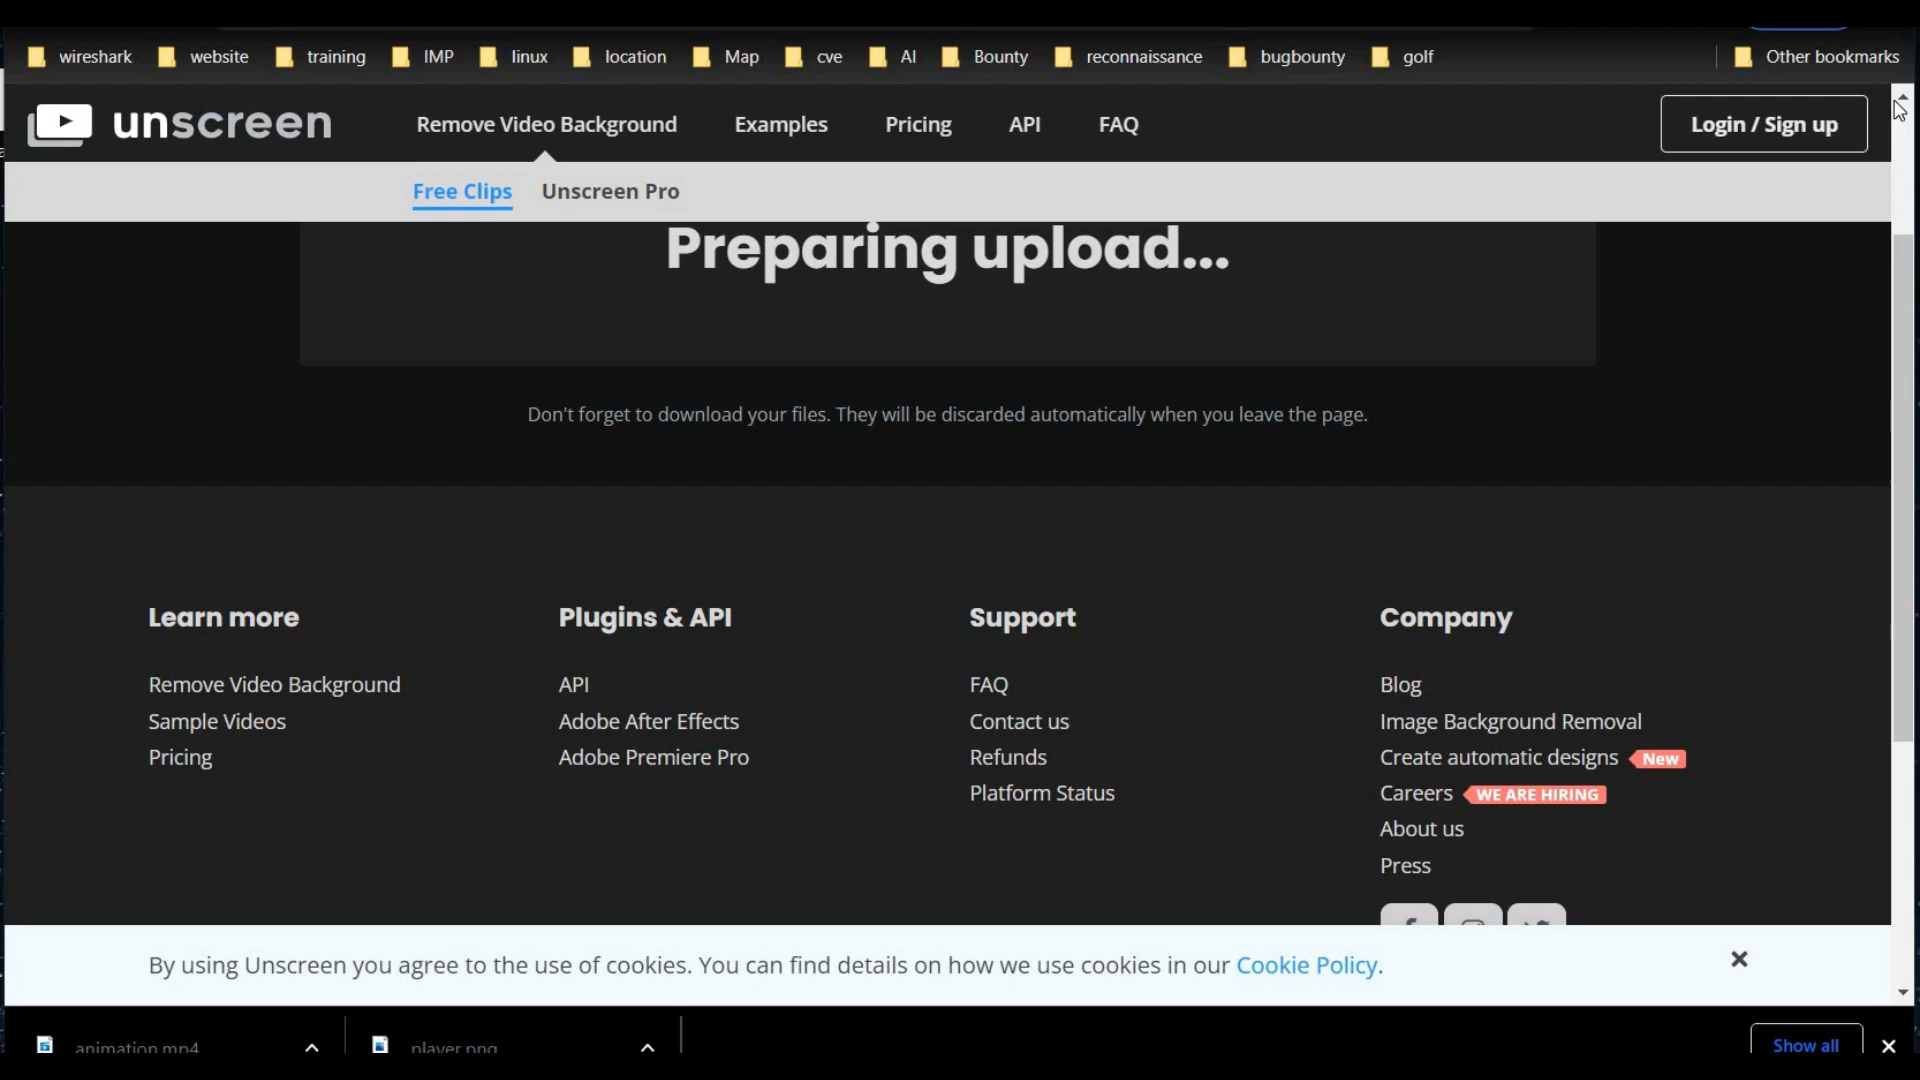 wireshark website training IMP linux location Map cve AI Bounty reconnaissance bugbounty golf Other bookmarks
unscreen Remove Video Background Examples Pricing API FAQ Login / Sign up
Free Clips Unscreen Pro
Preparing upload...
Don't forget to download your files. They will be discarded automatically when you leave the page.
Learn more
Remove Video Background
Sample Videos
Pricing
Plugins & API
API
Adobe After Effects
Adobe Premiere Pro
Support
FAQ
Contact us
Refunds
Platform Status
Company
Blog
Image Background Removal
Create automatic designs New
Careers WE ARE HIRING
About us
Press
By using Unscreen you agree to the use of cookies. You can find details on how we use cookies in our Cookie Policy.
animation.mp4 player.png Show all